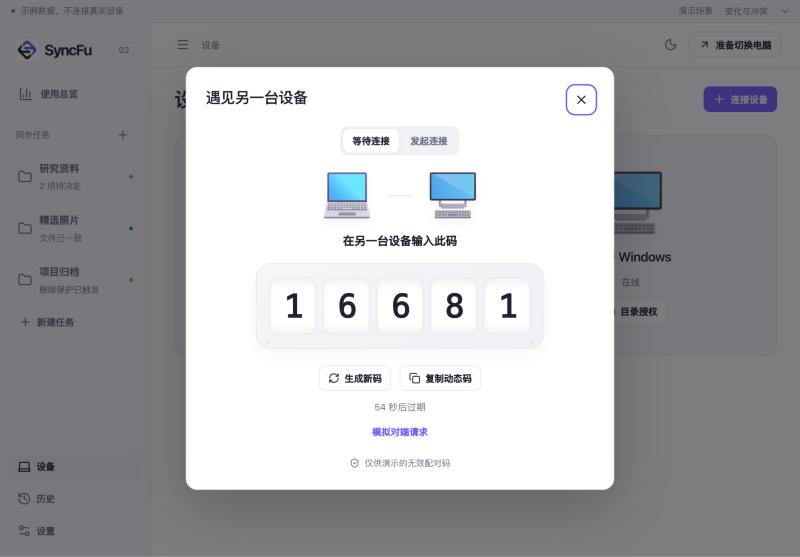 示例数据，不连接真实设备
演示场景 变化与冲突
SyncFu 02
设备
准备切换电脑
使用总览
连接设备
同步任务
研究资料
2 项待决定
精选照片
文件已一致
项目归档
删除保护已触发
新建任务
设备
历史
设置
遇见另一台设备
等待连接 发起连接
在另一台设备输入此码
1 6 6 8 1
生成新码 复制动态码
54 秒后过期
模拟对端请求
仅供演示的无效配对码
Windows
在线
目录授权